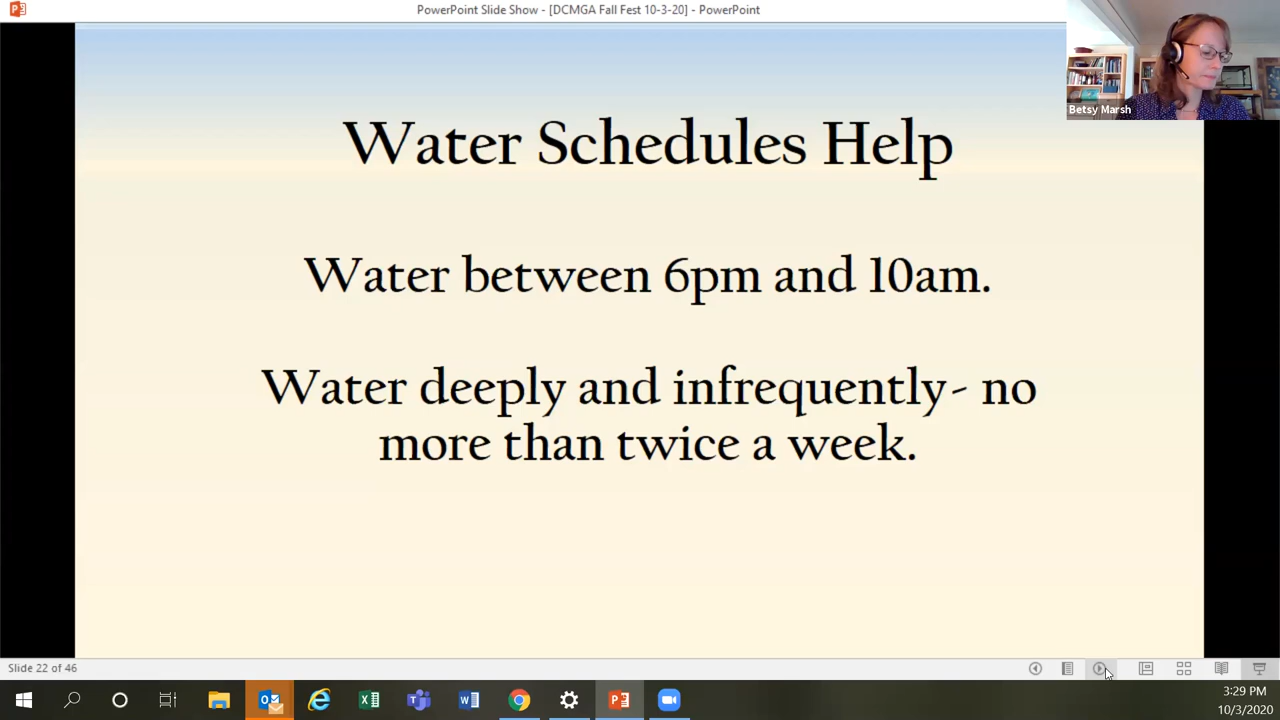 PowerPoint Slide Show - [DCMGA Fall Fest 10-3-20] - PowerPoint
Betsy Marsh
Water Schedules Help
Water between 6pm and 10am.
Water deeply and infrequently- no
more than twice a week.
Slide 22 of 46
3:29 PM
10/3/2020